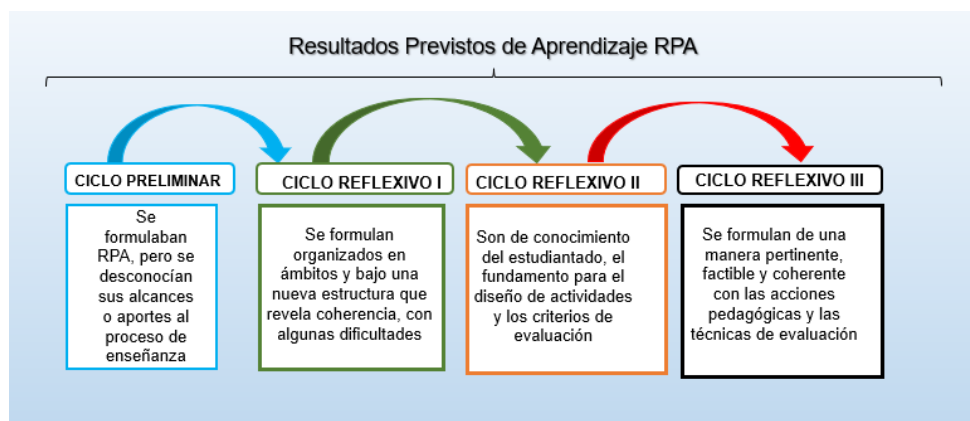 Resultados Previstos de Aprendizaje RPA
CICLO PRELIMINAR
Se
formulaban
RPA, pero se
desconocían
sus alcances
o aportes al
proceso de
enseñanza
CICLO REFLEXIVO I
Se formulan
organizados en
ámbitos y bajo una
nueva estructura que
revela coherencia, con
algunas dificultades
CICLO REFLEXIVO II
Son de conocimiento
del estudiantado, el
fundamento para el
diseño de actividades
y los criterios de
evaluación
CICLO REFLEXIVO III
Se formulan de una
manera pertinente,
factible y coherente
con las acciones
pedagógicas y las
técnicas de evaluación